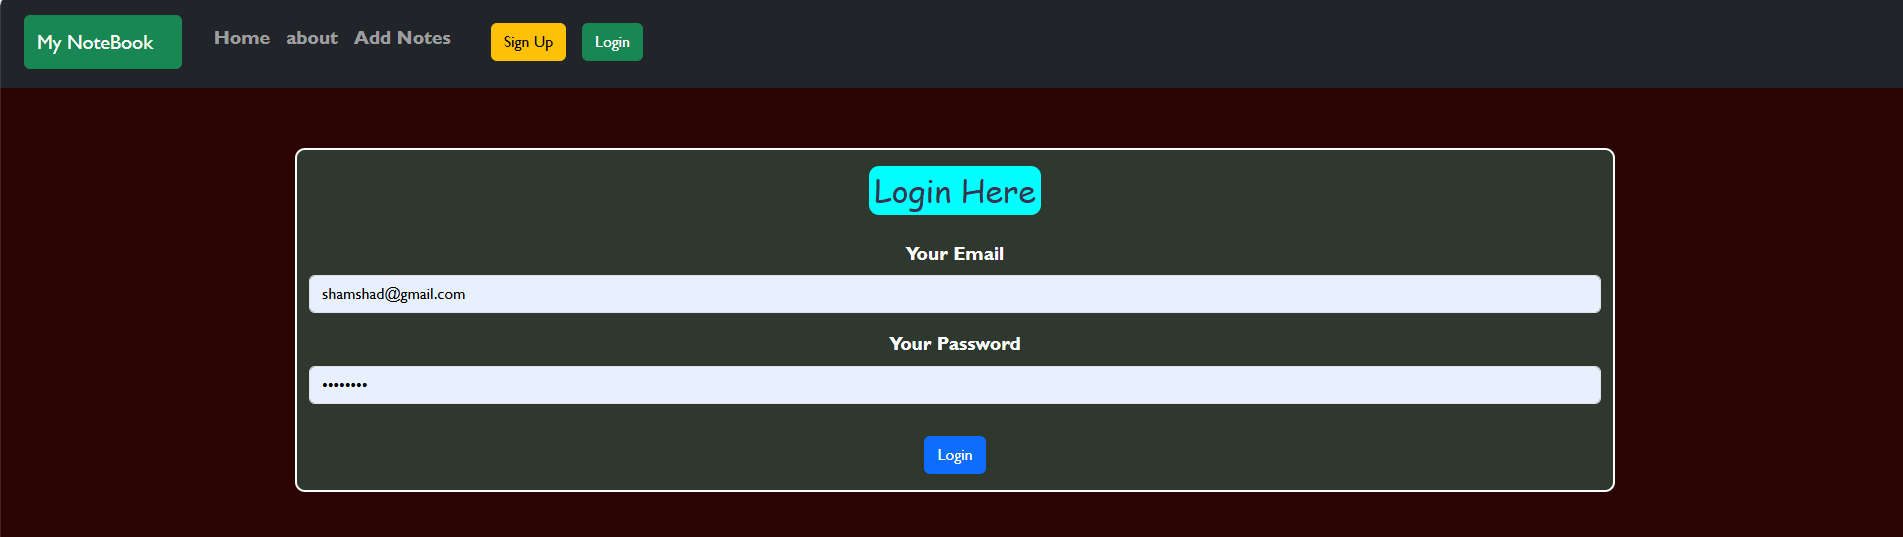 My NoteBook Home about Add Notes Sign Up Login
Login Here
Your Email
shamshad@gmail.com
Your Password
••••••••
Login